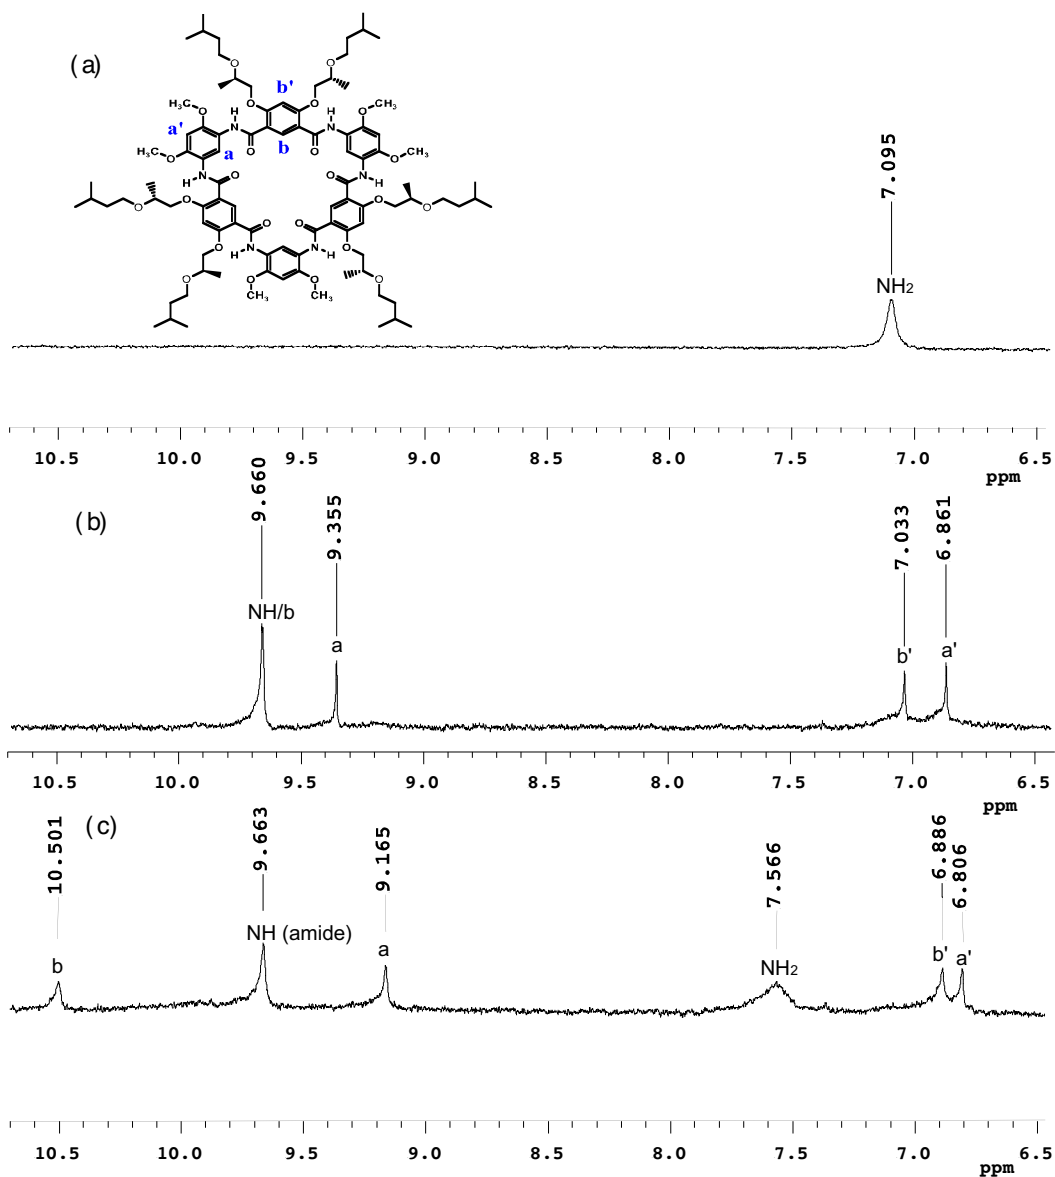 (a)
b'
H
N
O
O
N
H
H₃C
O
a'
a
b
O
CH₃
H₃C
O
O
O
O
CH₃
H
N
O
O
N
H
O
O
O
O
O
O
O
O
H
N
N
H
O
O
O
O
CH₃
CH₃
O
O
7.095
NH2
10.5 10.0 9.5 9.0 8.5 8.0 7.5 7.0 6.5
ppm
(b)
9.660
9.355
7.033
6.861
NH/b
a
b'
a'
10.5 10.0 9.5 9.0 8.5 8.0 7.5 7.0 6.5
ppm
(c)
10.501
9.663
9.165
7.566
6.886
6.806
b
NH (amide)
a
NH2
b'
a'
10.5 10.0 9.5 9.0 8.5 8.0 7.5 7.0 6.5
ppm